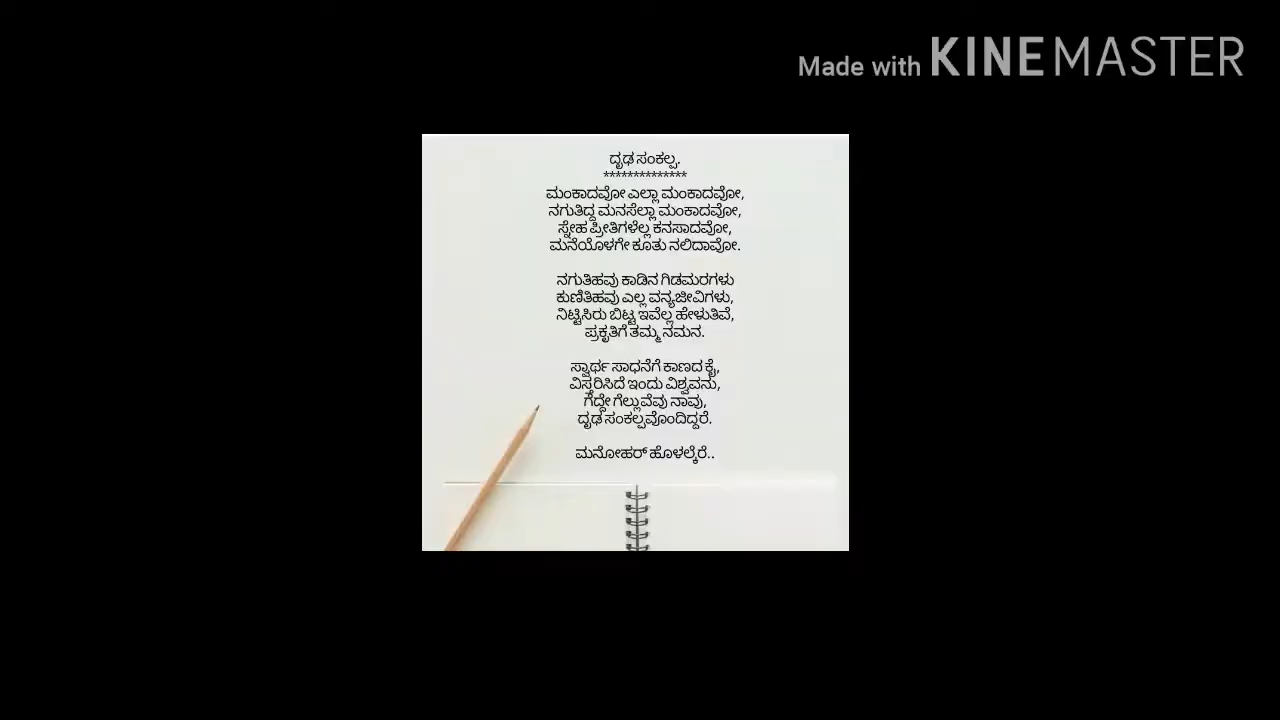 Made with KINEMASTER
ದೃಢ ಸಂಕಲ್ಪ.
**************
ಮಂಕಾದವೋ ಎಲ್ಲಾ ಮಂಕಾದವೋ,
ನಗುತಿದ್ದ ಮನಸೆಲ್ಲಾ ಮಂಕಾದವೋ,
ಸ್ನೇಹ ಪ್ರೀತಿಗಳೆಲ್ಲ ಕನಸಾದವೋ,
ಮನೆಯೊಳಗೇ ಕೂತು ನಲಿದಾವೋ.
ನಗುತಿಹವು ಕಾಡಿನ ಗಿಡಮರಗಳು
ಕುಣಿತಿಹವು ಎಲ್ಲ ವನ್ಯಜೀವಿಗಳು,
ನಿಟ್ಟಿಸಿರು ಬಿಟ್ಟ ಇವೆಲ್ಲ ಹೇಳುತಿವೆ,
ಪ್ರಕೃತಿಗೆ ತಮ್ಮ ನಮನ.
ಸ್ವಾರ್ಥ ಸಾಧನೆಗೆ ಕಾಣದ ಕೈ,
ವಿಸ್ತರಿಸಿದೆ ಇಂದು ವಿಶ್ವವನು,
ಗೆದ್ದೇ ಗೆಲ್ಲುವೆವು ನಾವು,
ದೃಢ ಸಂಕಲ್ಪವೊಂದಿದ್ದರೆ.
ಮನೋಹರ್ ಹೊಳಲ್ಕೆರೆ..